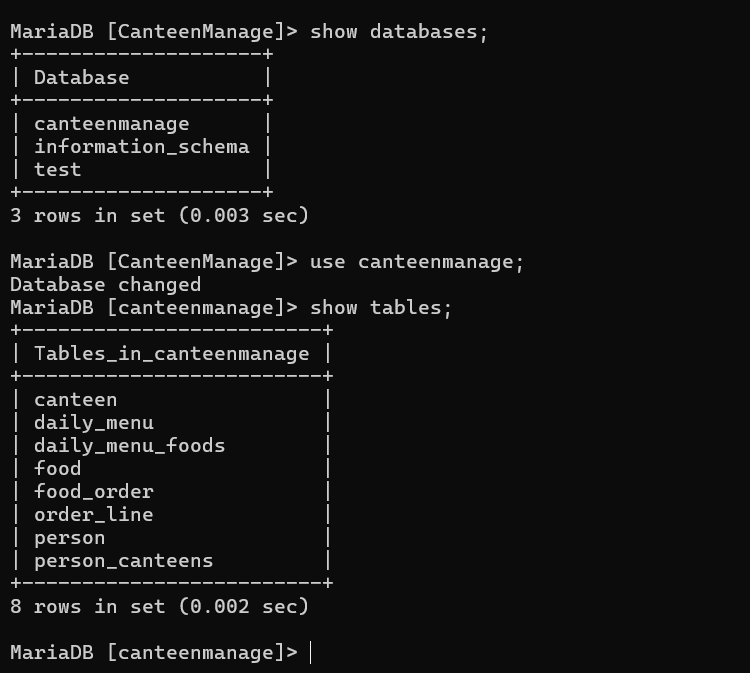 MariaDB [CanteenManage]> show databases;
+--------------------+
| Database           |
+--------------------+
| canteenmanage      |
| information_schema |
| test               |
+--------------------+
3 rows in set (0.003 sec)

MariaDB [CanteenManage]> use canteenmanage;
Database changed
MariaDB [canteenmanage]> show tables;
+-------------------------+
| Tables_in_canteenmanage |
+-------------------------+
| canteen                 |
| daily_menu              |
| daily_menu_foods        |
| food                    |
| food_order              |
| order_line              |
| person                  |
| person_canteens         |
+-------------------------+
8 rows in set (0.002 sec)

MariaDB [canteenmanage]>